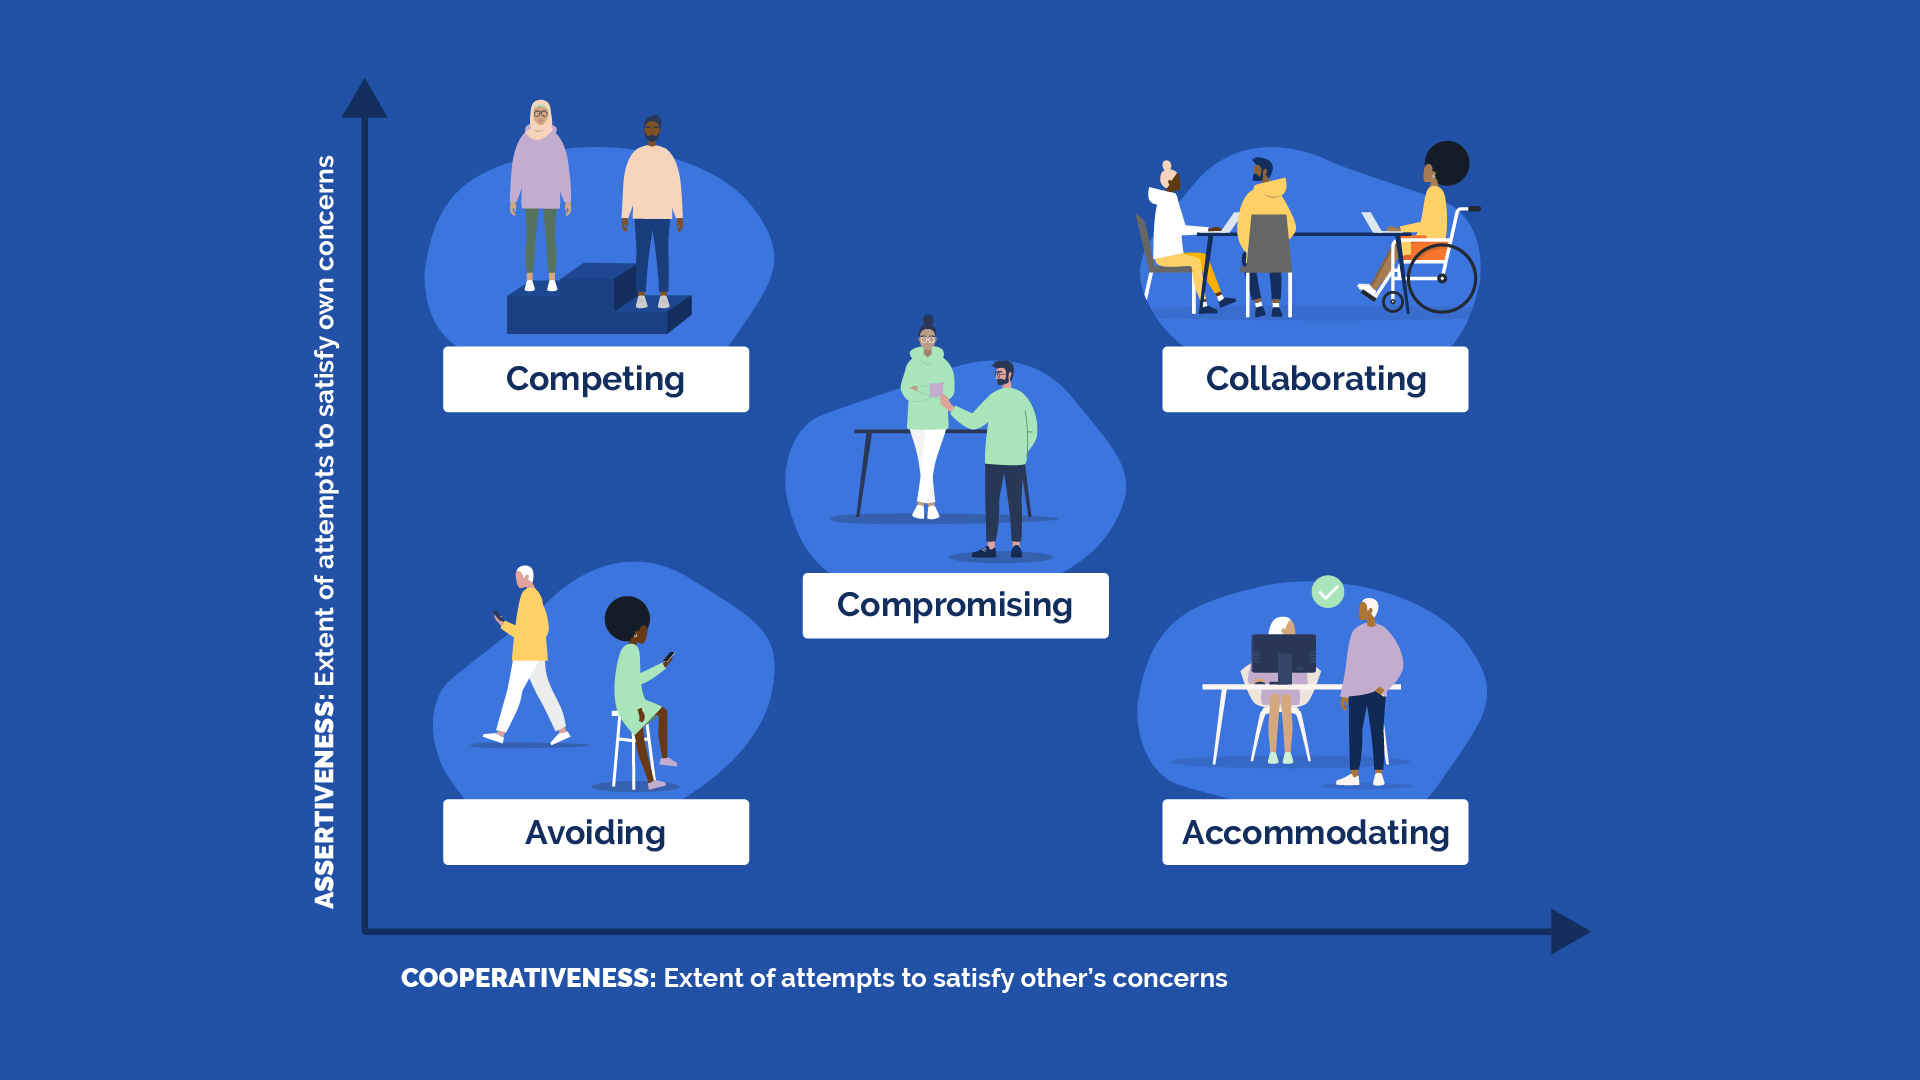 ASSERTIVENESS: Extent of attempts to satisfy own concerns
Competing
Collaborating
Compromising
Avoiding
Accommodating
COOPERATIVENESS: Extent of attempts to satisfy other’s concerns